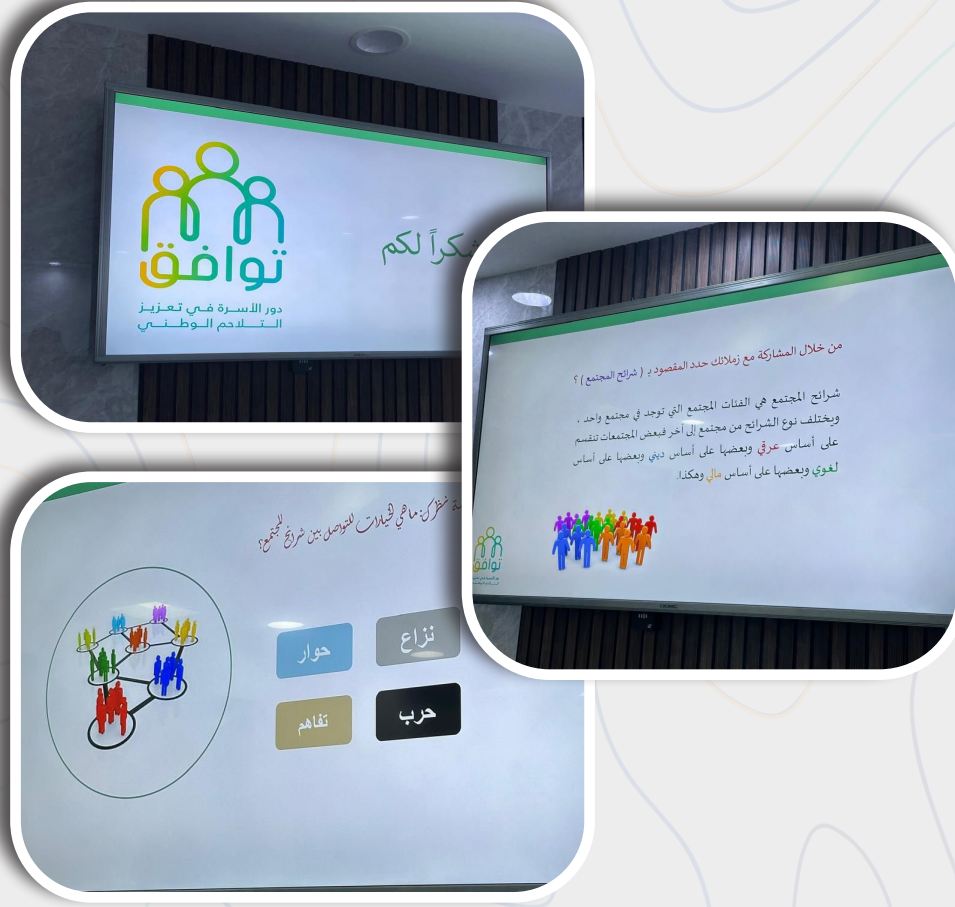 توافق
دور الأسرة في تعزيز
التلاحم الوطني
شكراً لكم
من خلال المشاركة مع زملائك حدد المقصود بـ ( شرائح المجتمع ) ؟
شرائح المجتمع هي الفئات المجتمع التي توجد في مجتمع واحد ،
ويختلف نوع الشرائح من مجتمع إلى آخر فبعض المجتمعات تنقسم
على أساس عرقي وبعضها على أساس ديني وبعضها على أساس
لغوي وبعضها على أساس مالي وهكذا.
توافق
نظرك: ماهي الخيارات للتواصل بين شرائح المجتمع؟
نزاع
حوار
حرب
تفاهم